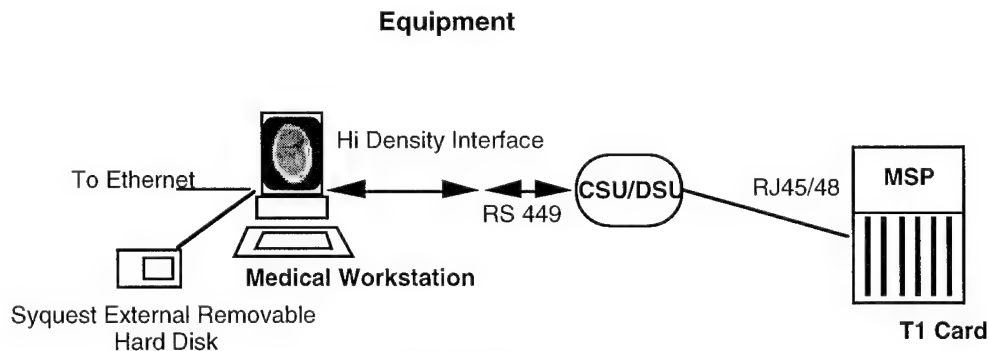 Equipment
Hi Density Interface
To Ethernet
RS 449
CSU/DSU
RJ45/48
MSP
Medical Workstation
Syquest External Removable
Hard Disk
T1 Card